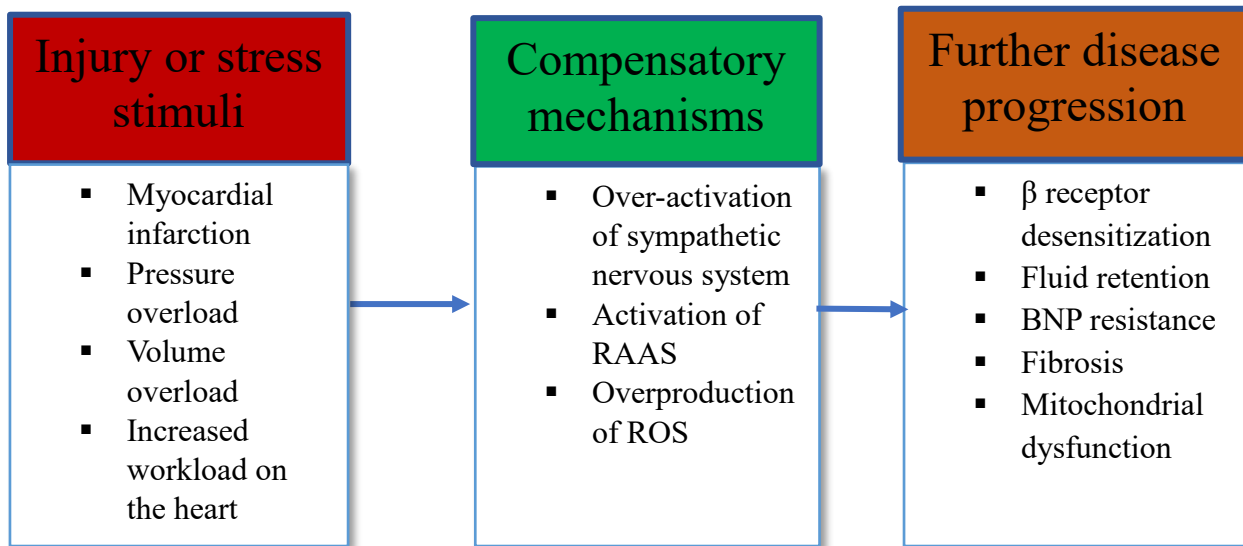 Injury or stress
stimuli
▪ Myocardial
infarction
▪ Pressure
overload
▪ Volume
overload
▪ Increased
workload on
the heart
Compensatory
mechanisms
▪ Over-activation
of sympathetic
nervous system
▪ Activation of
RAAS
▪ Overproduction
of ROS
Further disease
progression
▪ β receptor
desensitization
▪ Fluid retention
▪ BNP resistance
▪ Fibrosis
▪ Mitochondrial
dysfunction